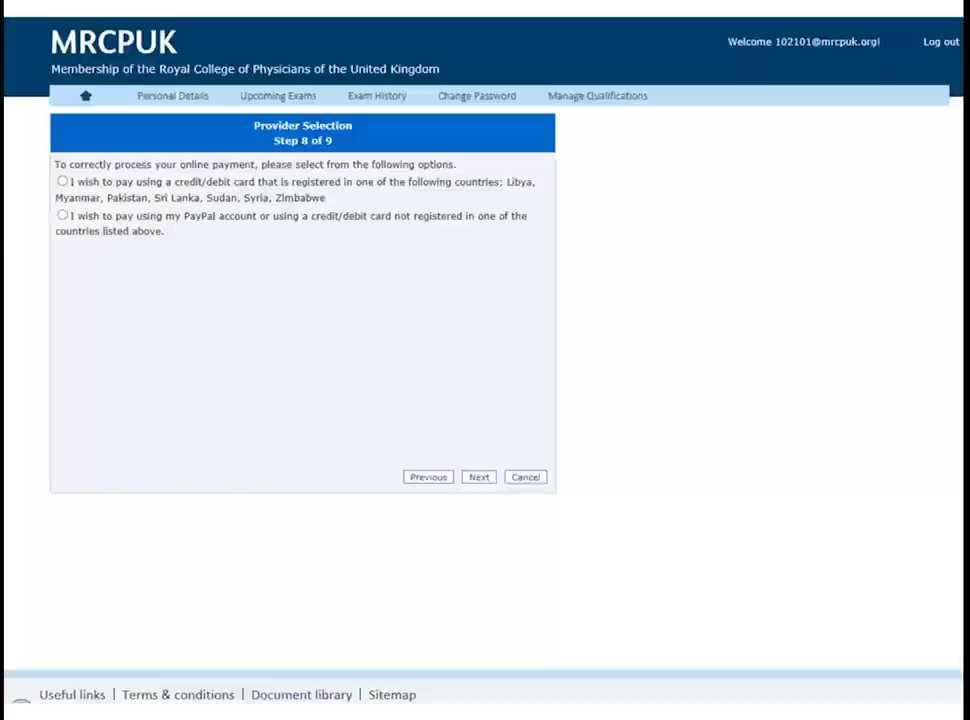 MRCPUK
Welcome 102101@mrcpuk.org!
Log out
Membership of the Royal College of Physicians of the United Kingdom
Personal Details
Upcoming Exams
Exam History
Change Password
Manage Qualifications
Provider Selection
Step 8 of 9
To correctly process your online payment, please select from the following options.
I wish to pay using a credit/debit card that is registered in one of the following countries; Libya,
Myanmar, Pakistan, Sri Lanka, Sudan, Syria, Zimbabwe
I wish to pay using my PayPal account or using a credit/debit card not registered in one of the
countries listed above.
Previous
Next
Cancel
Useful links | Terms & conditions | Document library | Sitemap